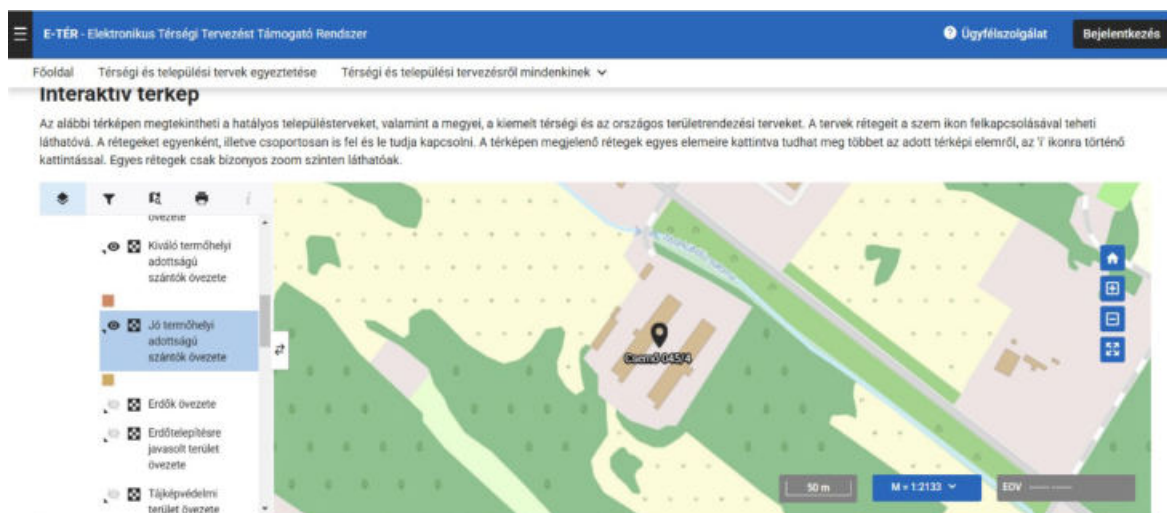 E-TÉR - Elektronikus Térségi Tervezést Támogató Rendszer
Ügyfélszolgálat
Bejelentkezés
Főoldal
Térségi és települési tervek egyeztetése
Térségi és települési tervezésről mindenkinek
Interaktív térkép
Az alábbi térképen megtekintheti a hatályos településterveket, valamint a megyei, a kiemelt térségi és az országos területrendezési terveket. A tervek rétegeit a szem ikon felkapcsolásával teheti
láthatóvá. A rétegeket egyenként, illetve csoportosan is fel és le tudja kapcsolni. A térképen megjelenő rétegek egyes elemeire kattintva tudhat meg többet az adott térképi elemről, az 'i' ikonra történő
kattintással. Egyes rétegek csak bizonyos zoom szinten láthatóak.
övezete
Kiváló termőhelyi
adottságú
szántók övezete
Jó termőhelyi
adottságú
szántók övezete
Erdők övezete
Erdőtelepítésre
javasolt terület
övezete
Tájképvédelmi
terület övezete
Csemő 045/4
50 m
M = 1:2133
EOV